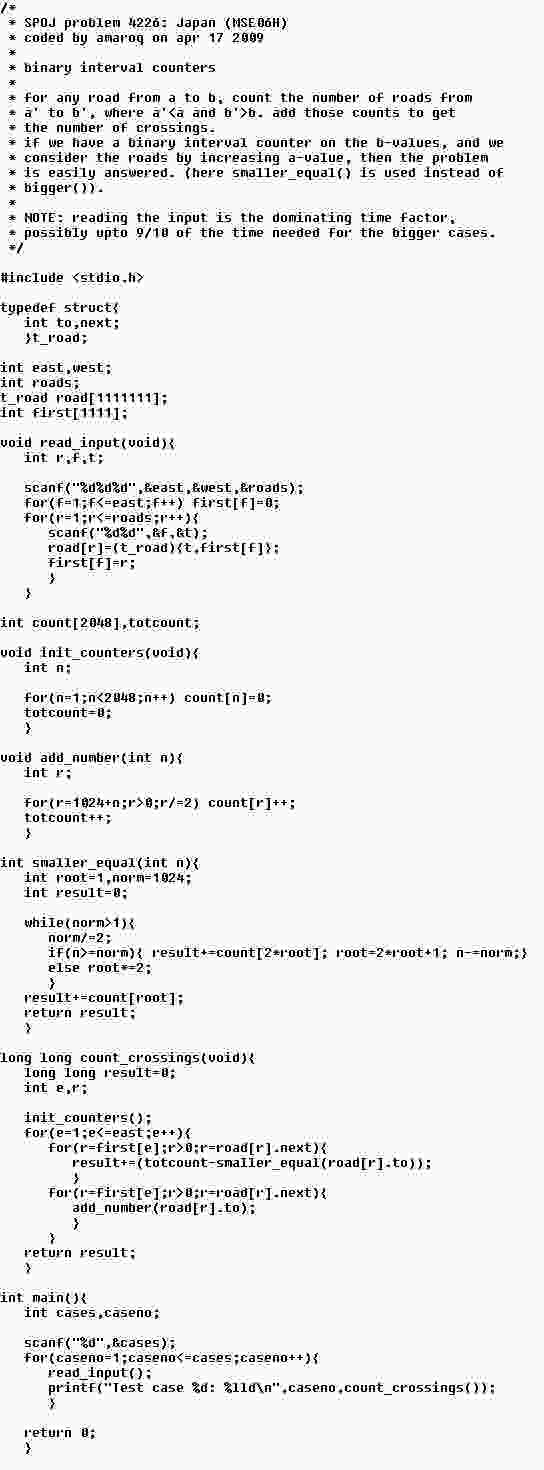 /*
 * SPOJ problem 4226: Japan (MSE06H)
 * coded by amaroq on apr 17 2009
 *
 * binary interval counters
 *
 * for any road from a to b, count the number of roads from
 * a' to b', where a'<a and b'>b. add those counts to get
 * the number of crossings.
 * if we have a binary interval counter on the b-values, and we
 * consider the roads by increasing a-value, then the problem
 * is easily answered. (here smaller_equal() is used instead of
 * bigger()).
 *
 * NOTE: reading the input is the dominating time factor,
 * possibly upto 9/10 of the time needed for the bigger cases.
 */

#include <stdio.h>

typedef struct{
   int to,next;
   }t_road;

int east,west;
int roads;
t_road road[1111111];
int first[1111];

void read_input(void){
   int r,f,t;

   scanf("%d%d%d",&east,&west,&roads);
   for(f=1;f<=east;f++) first[f]=0;
   for(r=1;r<=roads;r++){
      scanf("%d%d",&f,&t);
      road[r]=(t_road){t,first[f]};
      first[f]=r;
      }
   }

int count[2048],totcount;

void init_counters(void){
   int n;

   for(n=1;n<2048;n++) count[n]=0;
   totcount=0;
   }

void add_number(int n){
   int r;

   for(r=1024+n;r>0;r/=2) count[r]++;
   totcount++;
   }

int smaller_equal(int n){
   int root=1,norm=1024;
   int result=0;

   while(norm>1){
      norm/=2;
      if(n>=norm){ result+=count[2*root]; root=2*root+1; n-=norm;}
      else root*=2;
      }
   result+=count[root];
   return result;
   }

long long count_crossings(void){
   long long result=0;
   int e,r;

   init_counters();
   for(e=1;e<=east;e++){
      for(r=first[e];r>0;r=road[r].next){
         result+=(totcount-smaller_equal(road[r].to));
         }
      for(r=first[e];r>0;r=road[r].next){
         add_number(road[r].to);
         }
      }
   return result;
   }

int main(){
   int cases,caseno;

   scanf("%d",&cases);
   for(caseno=1;caseno<=cases;caseno++){
      read_input();
      printf("Test case %d: %lld\n",caseno,count_crossings());
      }

   return 0;
   }